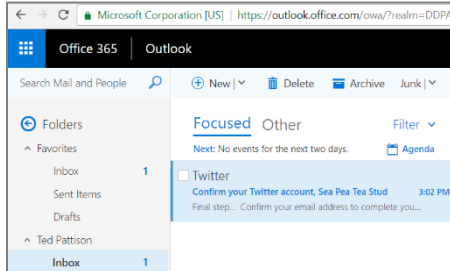 Microsoft Corporation [US] | https://outlook.office.com/owa/?realm=DDPA
Office 365 Outlook
Search Mail and People New | Delete Archive Junk |
Folders
Favorites
Inbox 1
Sent Items
Drafts
Ted Pattison
Inbox 1
Focused Other Filter
Next: No events for the next two days. Agenda
Twitter
Confirm your Twitter account, Sea Pea Tea Stud 3:02 PM
Final step... Confirm your email address to complete you...